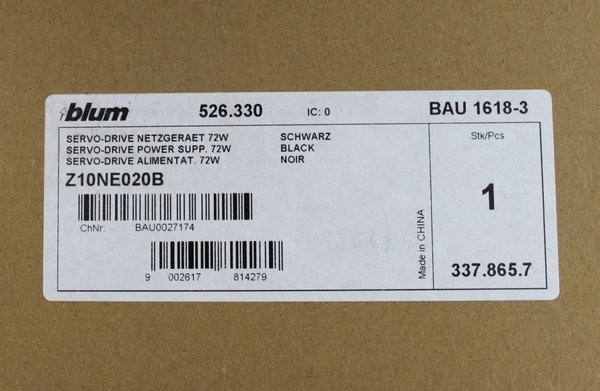 blum 526.330 IC: 0 BAU 1618-3
SERVO-DRIVE NETZGERAET 72W SCHWARZ
SERVO-DRIVE POWER SUPP. 72W BLACK
SERVO-DRIVE ALIMENTAT. 72W NOIR
Z10NE020B
ChNr: BAU0027174
9 002617 814279
Made in CHINA
Stk/Pcs
1
337.865.7